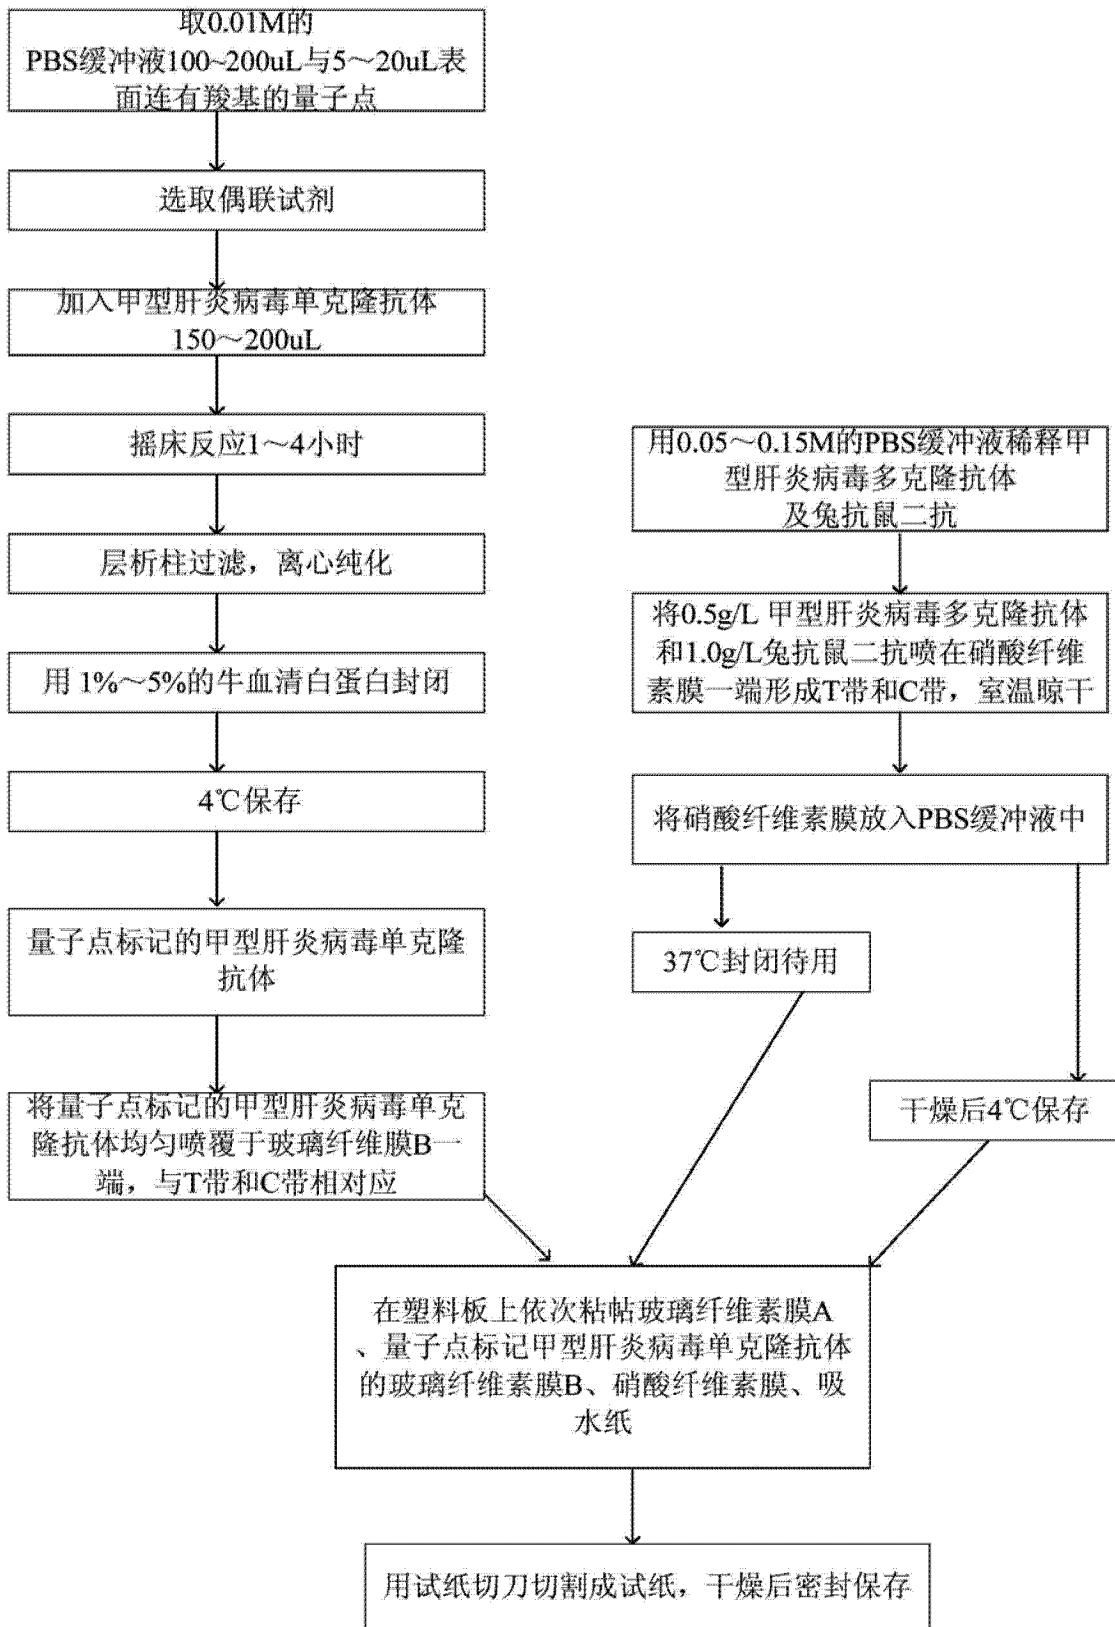 取0.01M的
PBS缓冲液100~200uL与5～20uL表
面连有羧基的量子点
选取偶联试剂
加入甲型肝炎病毒单克隆抗体
150～200uL
摇床反应1～4小时
层析柱过滤，离心纯化
用 1%～5%的牛血清白蛋白封闭
4℃保存
量子点标记的甲型肝炎病毒单克隆
抗体
将量子点标记的甲型肝炎病毒单克
隆抗体均匀喷覆于玻璃纤维膜B一
端，与T带和C带相对应
用0.05～0.15M的PBS缓冲液稀释甲
型肝炎病毒多克隆抗体
及兔抗鼠二抗
将0.5g/L 甲型肝炎病毒多克隆抗体
和1.0g/L兔抗鼠二抗喷在硝酸纤维
素膜一端形成T带和C带，室温晾干
将硝酸纤维素膜放入PBS缓冲液中
37℃封闭待用
干燥后4℃保存
在塑料板上依次粘帖玻璃纤维素膜A
、量子点标记甲型肝炎病毒单克隆抗体
的玻璃纤维素膜B、硝酸纤维素膜、吸
水纸
用试纸切刀切割成试纸，干燥后密封保存